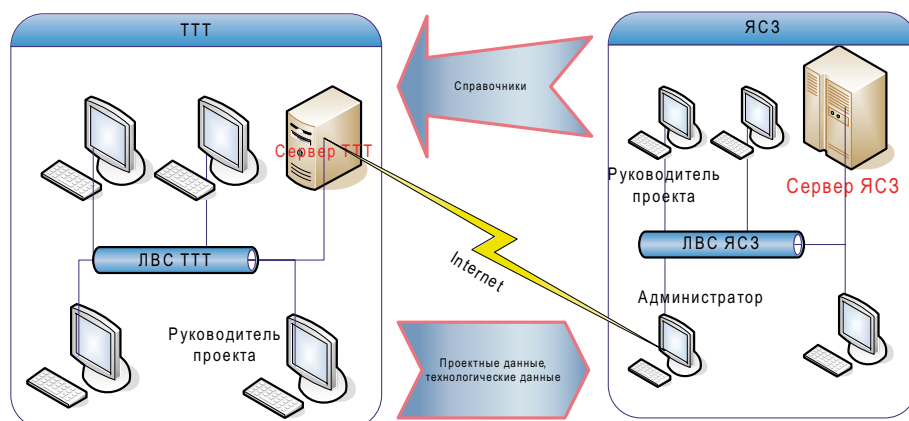 ТТТ
ЯСЗ
Справочники
Сервер ТТТ
Руководитель
проекта
Сервер ЯСЗ
ЛВС ТТТ
ЛВС ЯСЗ
Internet
Администратор
Руководитель
проекта
Проектные данные,
технологические данные